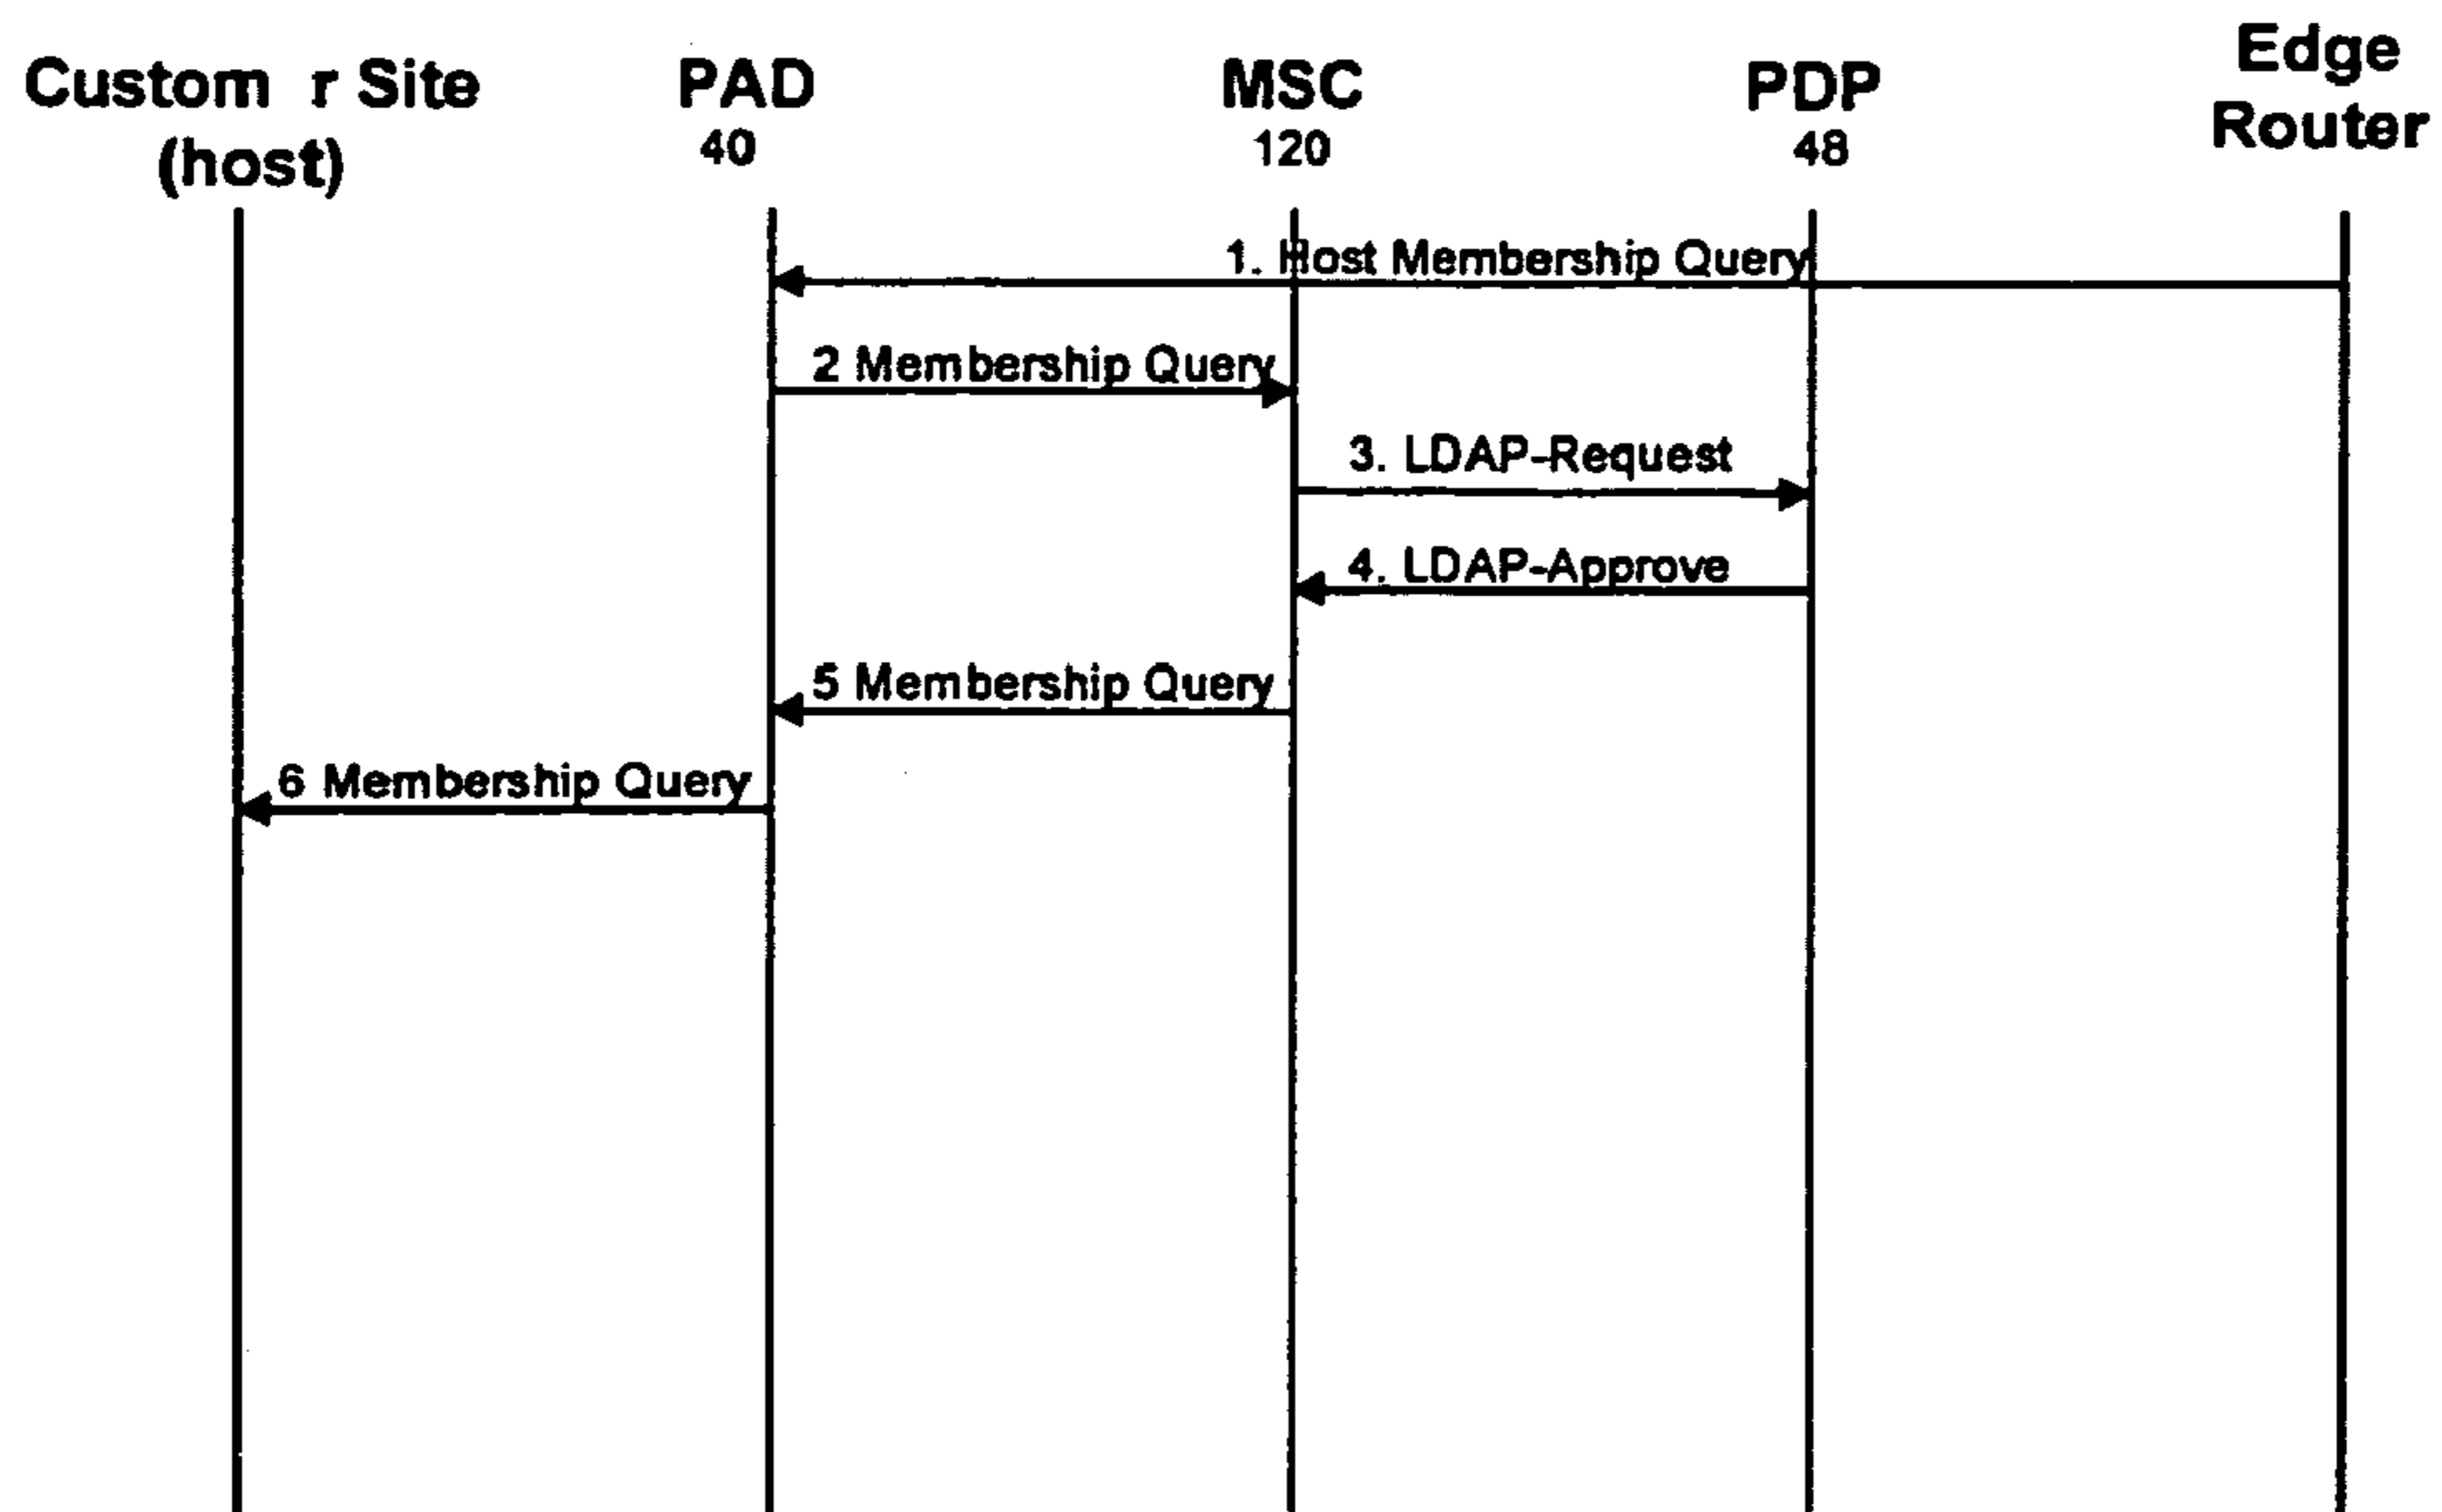 Custom r Site
(host)
PAD
40
MSC
120
PDP
48
Edge
Router
1. Host Membership Query
2 Membership Query
3. LDAP-Request
4. LDAP-Approve
5 Membership Query
6 Membership Query